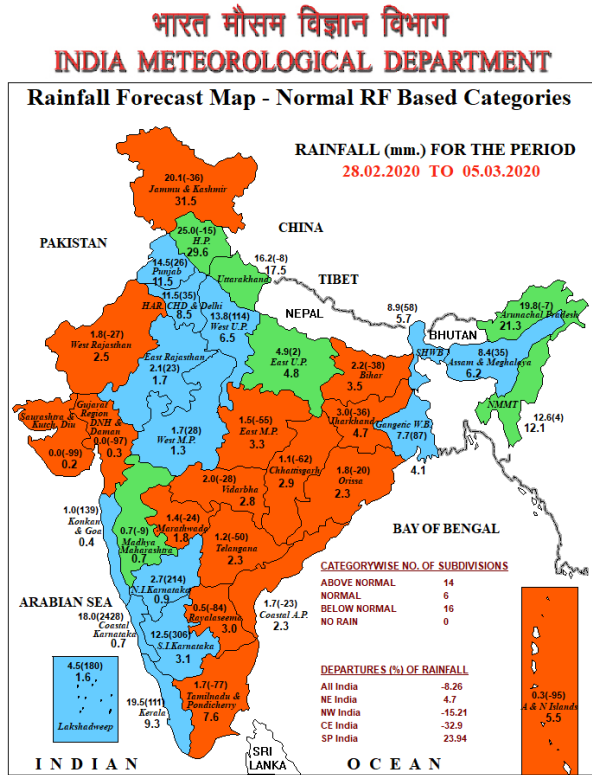 भारत मौसम विज्ञान विभाग
INDIA METEOROLOGICAL DEPARTMENT
Rainfall Forecast Map - Normal RF Based Categories
RAINFALL (mm.) FOR THE PERIOD
28.02.2020 TO 05.03.2020
20.1(-36)
Jammu & Kashmir
31.5
CHINA
PAKISTAN
25.0(-15)
H.P.
29.6
14.5(26)
Punjab
11.5
16.2(-8)
17.5
Uttarakhand
TIBET
11.5(35)
HAR. CHD & Delhi
8.5
13.8(114)
West U.P.
6.5
NEPAL
8.9(58)
5.7
BHUTAN
19.8(-7)
Arunachal Pradesh
21.3
1.8(-27)
West Rajasthan
2.5
East Rajasthan
2.1(23)
1.7
4.9(2)
East U.P.
4.8
2.2(-38)
Bihar
3.5
SHWB
8.4(35)
Assam & Meghalaya
6.2
NMMT
12.6(4)
12.1
Saurashtra &
Kutch, Diu
0.0(-99)
0.2
Gujarat
Region
DNH &
Daman
0.0(-97)
0.3
1.7(28)
West M.P.
1.3
1.5(-55)
East M.P.
3.3
3.0(-36)
Jharkhand
4.7
Gangetic W.B.
7.7(87)
4.1
1.1(-62)
Chhattisgarh
2.9
1.8(-20)
Orissa
2.3
2.0(-28)
Vidarbha
2.8
1.0(139)
Konkan
& Goa
0.4
0.7(-9)
Madhya
Maharashtra
0.7
1.4(-24)
Marathwada
1.8
1.2(-50)
Telangana
2.3
BAY OF BENGAL
ARABIAN SEA
2.7(214)
N.I.Karnataka
0.9
0.5(-84)
Rayalaseema
3.0
1.7(-23)
Coastal A.P.
2.3
18.0(2428)
Coastal
Karnataka
0.7
12.5(306)
S.I.Karnataka
3.1
1.7(-77)
Tamilnadu &
Pondicherry
7.6
19.5(111)
Kerala
9.3
4.5(180)
1.6
Lakshadweep
CATEGORYWISE NO. OF SUBDIVISIONS
ABOVE NORMAL 14
NORMAL 6
BELOW NORMAL 16
NO RAIN 0
DEPARTURES (%) OF RAINFALL
All India -8.26
NE India 4.7
NW India -15.21
CE India -32.9
SP India 23.94
0.3(-95)
A & N Islands
5.5
SRI
LANKA
INDIAN OCEAN